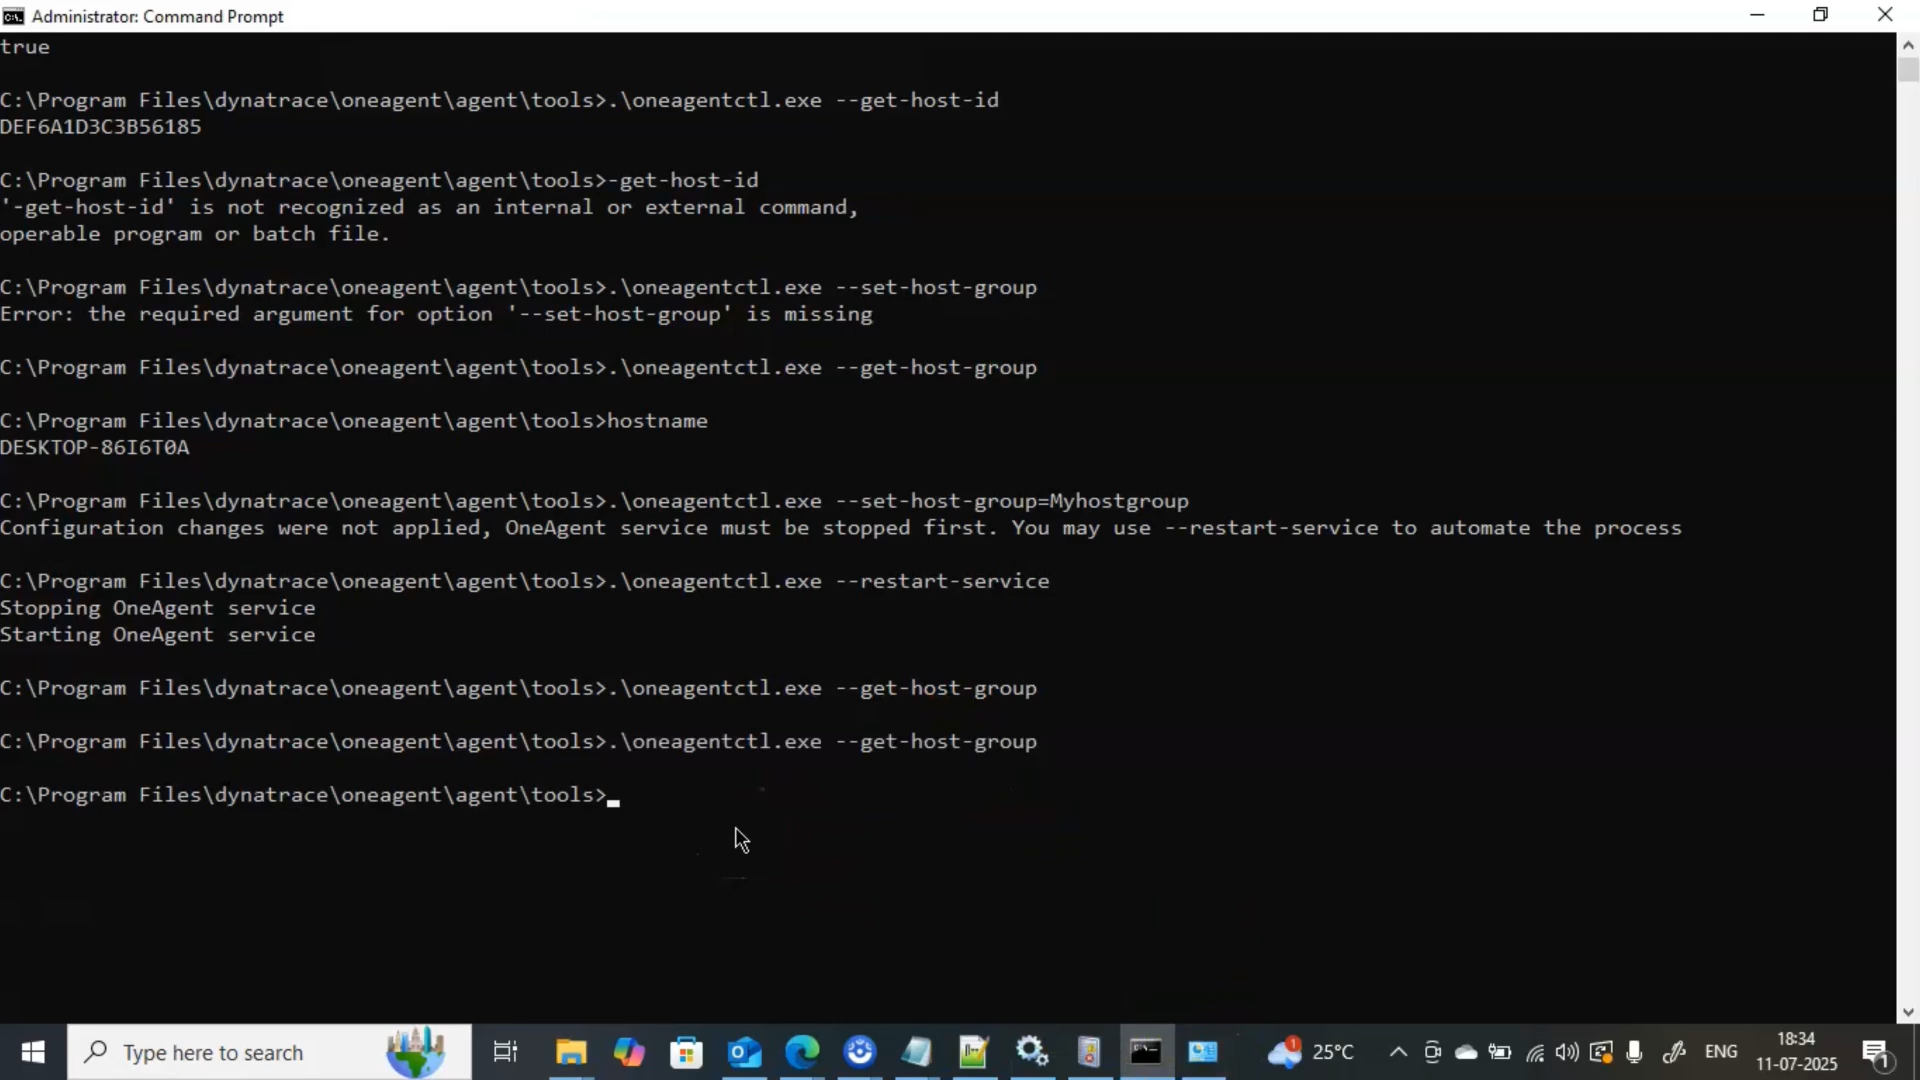 Administrator: Command Prompt
true
C:\Program Files\dynatrace\oneagent\agent\tools>.\oneagentctl.exe --get-host-id
DEF6A1D3C3B56185
C:\Program Files\dynatrace\oneagent\agent\tools>-get-host-id
'-get-host-id' is not recognized as an internal or external command,
operable program or batch file.
C:\Program Files\dynatrace\oneagent\agent\tools>.\oneagentctl.exe --set-host-group
Error: the required argument for option '--set-host-group' is missing
C:\Program Files\dynatrace\oneagent\agent\tools>.\oneagentctl.exe --get-host-group
C:\Program Files\dynatrace\oneagent\agent\tools>hostname
DESKTOP-86I6T0A
C:\Program Files\dynatrace\oneagent\agent\tools>.\oneagentctl.exe --set-host-group=Myhostgroup
Configuration changes were not applied, OneAgent service must be stopped first. You may use --restart-service to automate the process
C:\Program Files\dynatrace\oneagent\agent\tools>.\oneagentctl.exe --restart-service
Stopping OneAgent service
Starting OneAgent service
C:\Program Files\dynatrace\oneagent\agent\tools>.\oneagentctl.exe --get-host-group
C:\Program Files\dynatrace\oneagent\agent\tools>.\oneagentctl.exe --get-host-group
C:\Program Files\dynatrace\oneagent\agent\tools>
Type here to search
1
25°C
ENG
18:34
11-07-2025
1